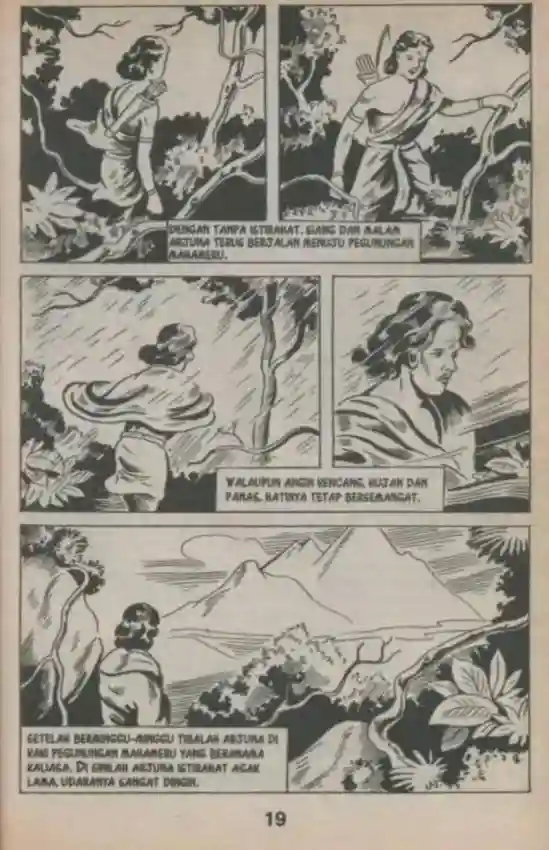 DENGAN TANPA ISTIRAHAT. SIANG DAN MALAM
ARJUNA TERUS BERJALAN MENUJU PEGUNUNGAN
MAHAMERU.
WALAUPUN ANGIN KENCANG, HUJAN DAN
PANAS, HATINYA TETAP BERSEMANGAT.
SETELAH BERMINGGU-MINGGU TIBALAH ARJUNA DI
KAKI PEGUNUNGAN MAHAMERU YANG BERNAMA
KALIASA. DI SINILAH ARJUNA ISTIRAHAT AGAK
LAMA, UDARANYA SANGAT DINGIN.
19